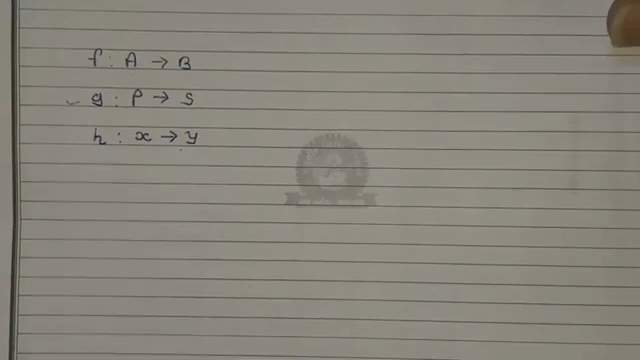 f : A → B
g : P → S
h : x → y